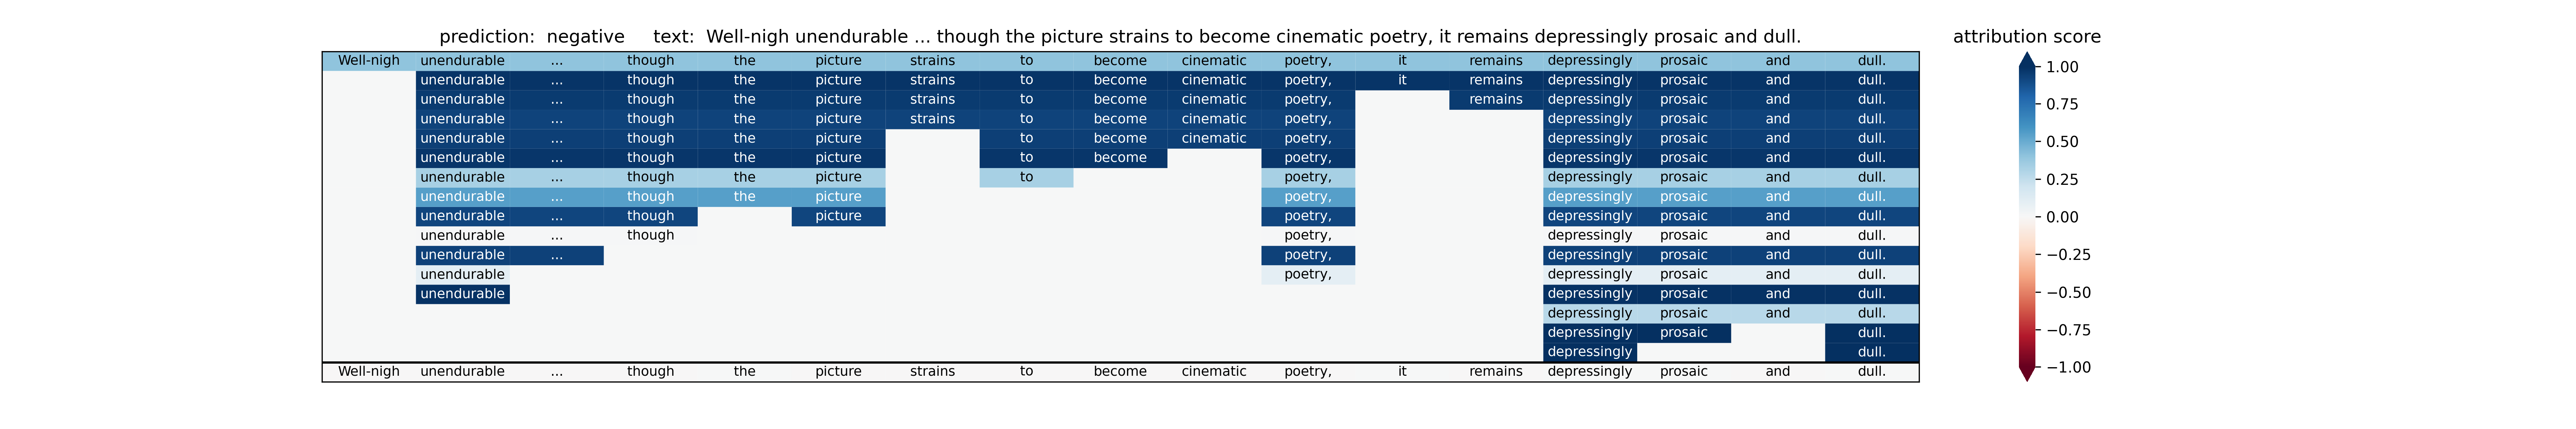 prediction:  negative     text:  Well-nigh unendurable ... though the picture strains to become cinematic poetry, it remains depressingly prosaic and dull.
attribution score
Well-nigh unendurable ... though the picture strains to become cinematic poetry, it remains depressingly prosaic and dull.
unendurable ... though the picture strains to become cinematic poetry, it remains depressingly prosaic and dull.
unendurable ... though the picture strains to become cinematic poetry, remains depressingly prosaic and dull.
unendurable ... though the picture strains to become cinematic poetry, depressingly prosaic and dull.
unendurable ... though the picture to become cinematic poetry, depressingly prosaic and dull.
unendurable ... though the picture to become poetry, depressingly prosaic and dull.
unendurable ... though the picture to poetry, depressingly prosaic and dull.
unendurable ... though the picture poetry, depressingly prosaic and dull.
unendurable ... though picture poetry, depressingly prosaic and dull.
unendurable ... though poetry, depressingly prosaic and dull.
unendurable ... poetry, depressingly prosaic and dull.
unendurable poetry, depressingly prosaic and dull.
unendurable depressingly prosaic and dull.
depressingly prosaic and dull.
depressingly prosaic dull.
depressingly dull.
Well-nigh unendurable ... though the picture strains to become cinematic poetry, it remains depressingly prosaic and dull.
1.00
0.75
0.50
0.25
0.00
−0.25
−0.50
−0.75
−1.00